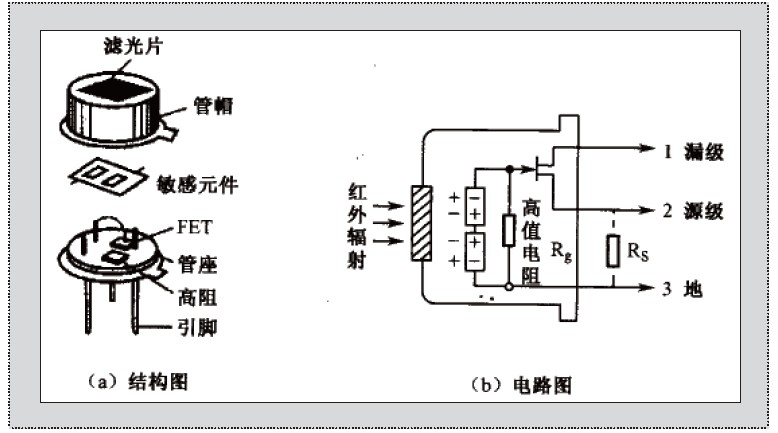 滤光片
管帽
敏感元件
FET
管座
高阻
引脚
(a) 结构图
红外辐射
高值电阻
Rg
1 漏级
2 源级
RS
3 地
(b) 电路图